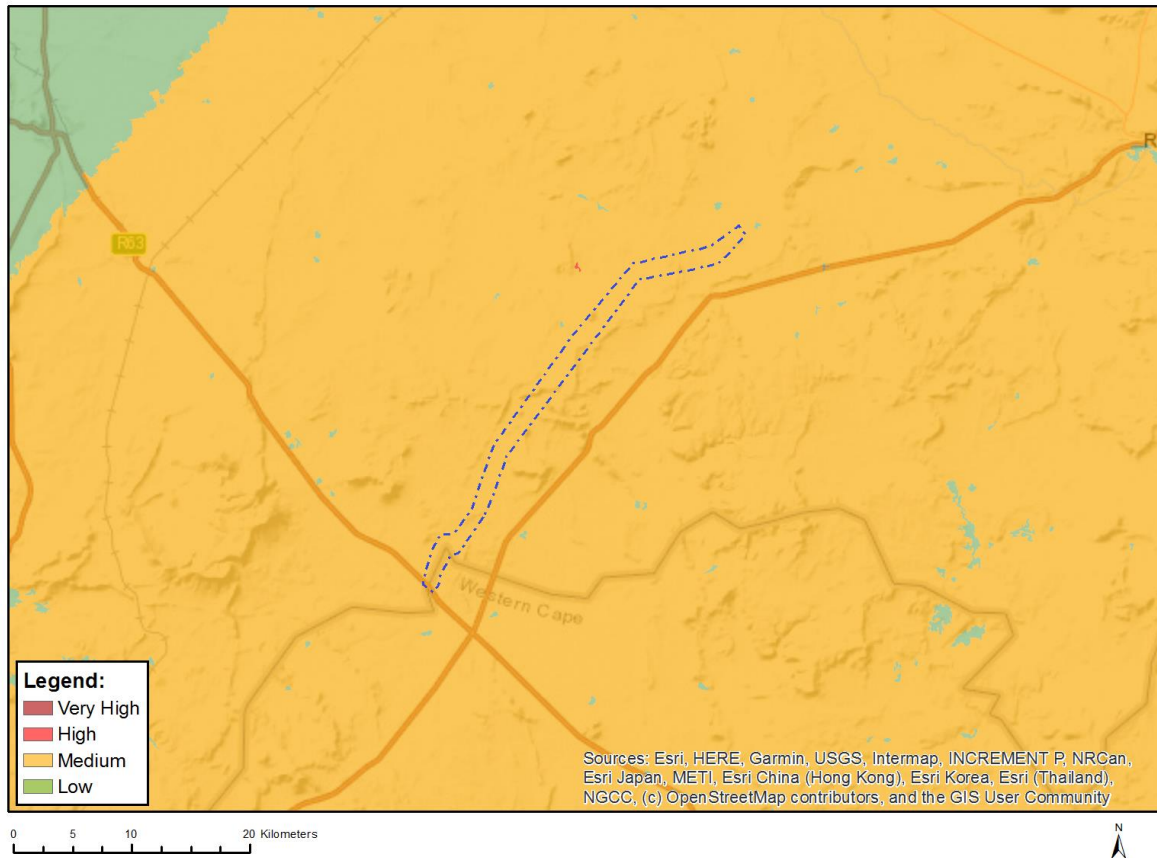 R
R63
Western Cape
Legend:
Very High
High
Medium
Low
Sources: Esri, HERE, Garmin, USGS, Intermap, INCREMENT P, NRCan,
Esri Japan, METI, Esri China (Hong Kong), Esri Korea, Esri (Thailand),
NGCC, (c) OpenStreetMap contributors, and the GIS User Community
0 5 10 20 Kilometers
N